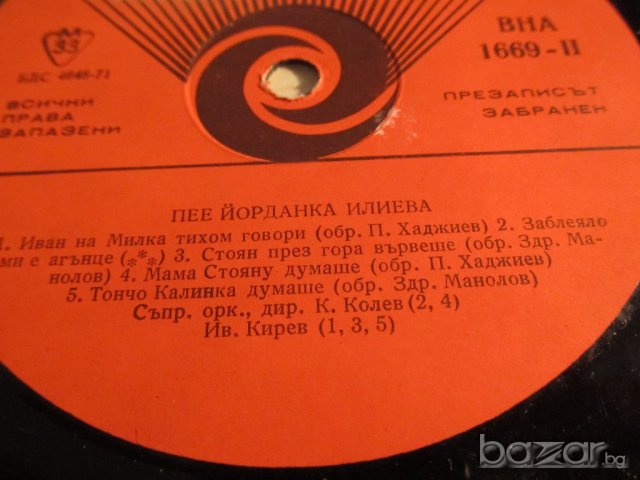 М
33
БДС 4848-71
ВСИЧКИ
ПРАВА
ЗАПАЗЕНИ
ВНА
1669-II
ПРЕЗАПИСЪТ
ЗАБРАНЕН
ПЕЕ ЙОРДАНКА ИЛИЕВА
1. Иван на Милка тихом говори (обр. П. Хаджиев) 2. Заблеяло
ми е агънце (***) 3. Стоян през гора вървеше (обр. Здр. Ма-
нолов) 4. Мама Стояну думаше (обр. П. Хаджиев)
5. Тончо Калинка думаше (обр. Здр. Манолов)
Съпр. орк., дир. К. Колев (2, 4)
Ив. Кирев (1, 3, 5)
bazar.bg